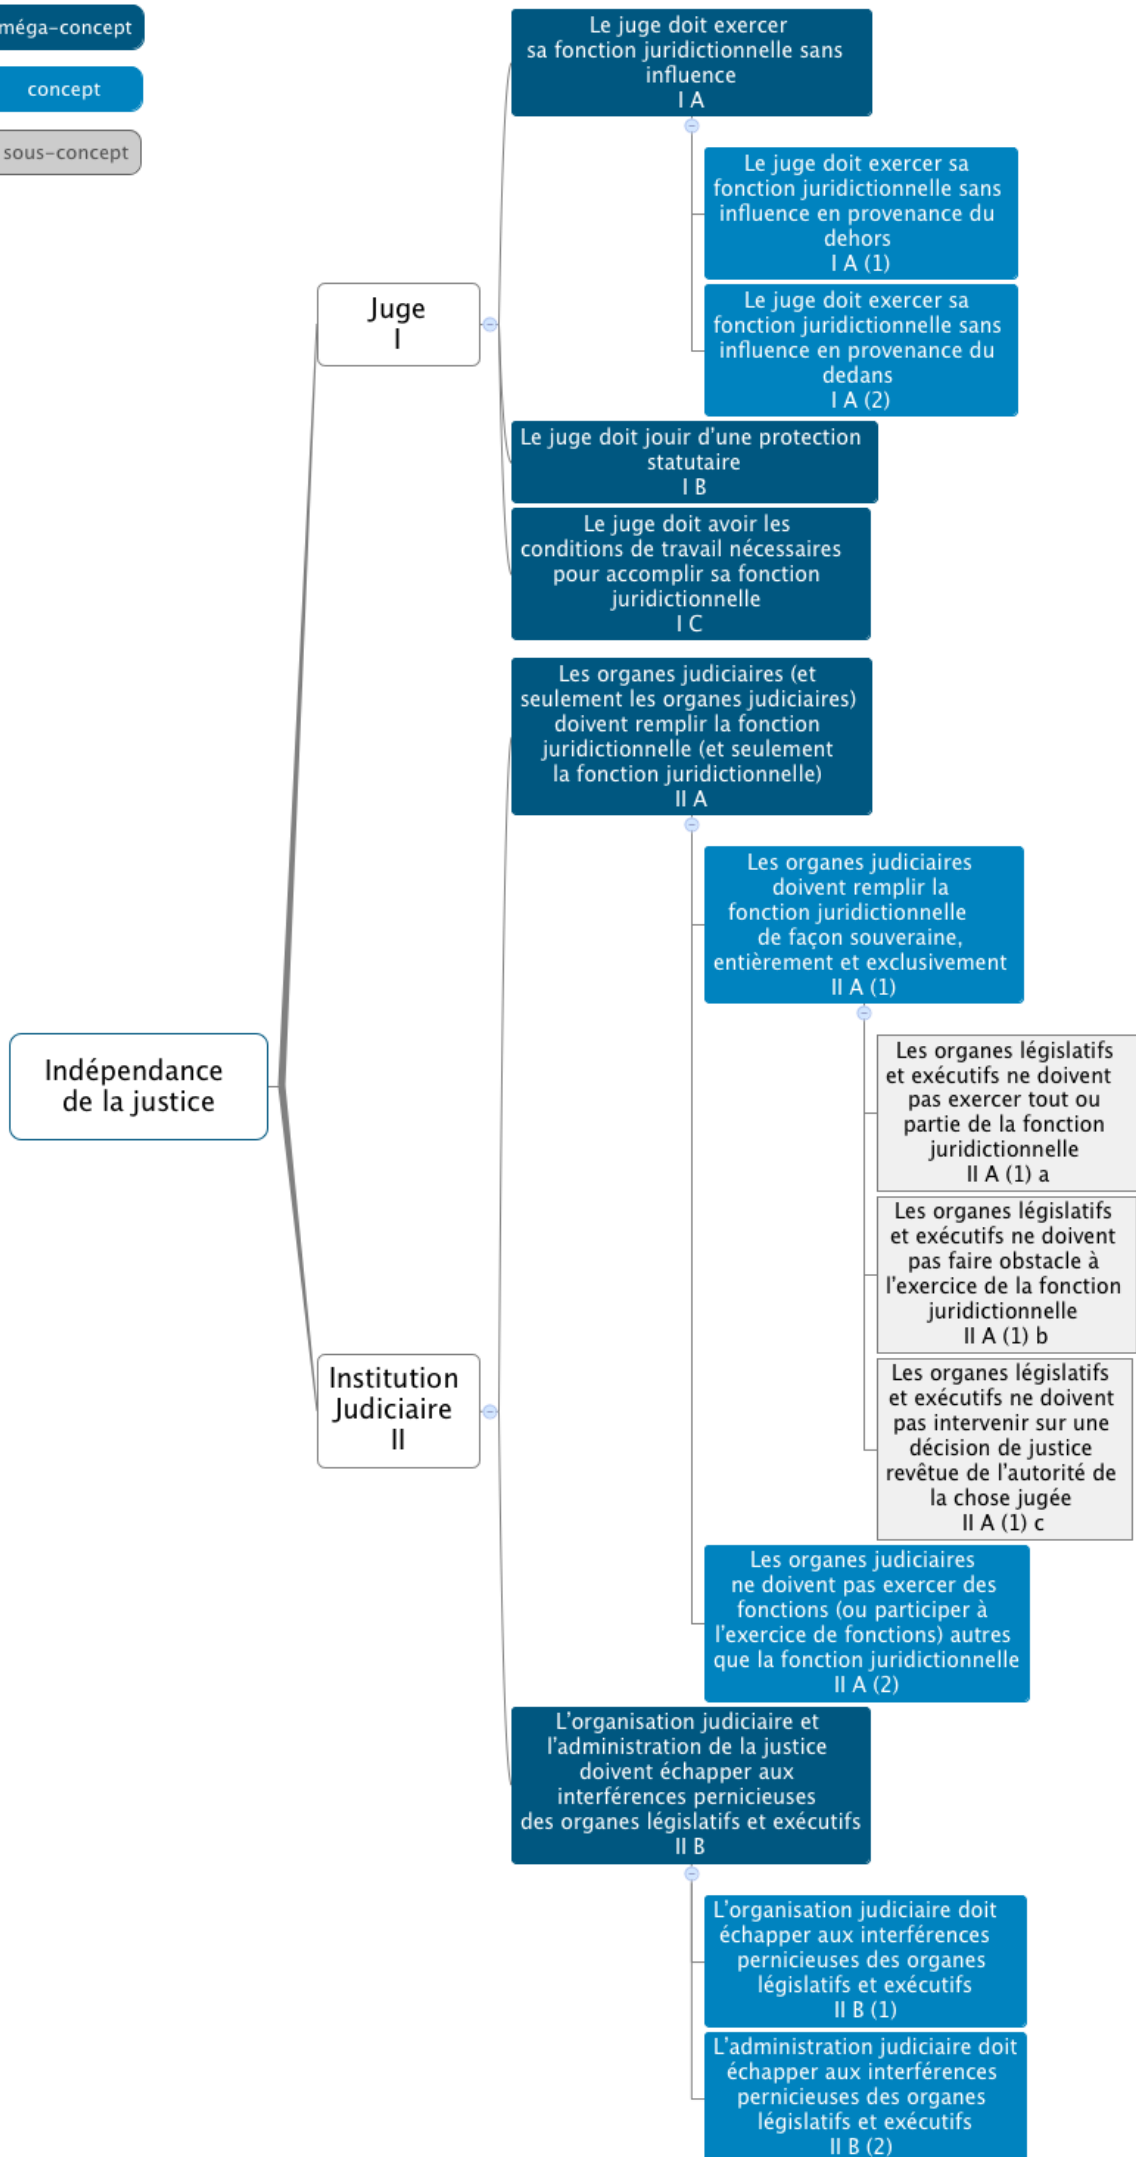 méga-concept
concept
sous-concept
Le juge doit exercer
sa fonction juridictionnelle sans
influence
I A
Le juge doit exercer sa
fonction juridictionnelle sans
influence en provenance du
dehors
I A (1)
Le juge doit exercer sa
fonction juridictionnelle sans
influence en provenance du
dedans
I A (2)
Juge
I
Le juge doit jouir d'une protection
statutaire
I B
Le juge doit avoir les
conditions de travail nécessaires
pour accomplir sa fonction
juridictionnelle
I C
Les organes judiciaires (et
seulement les organes judiciaires)
doivent remplir la fonction
juridictionnelle (et seulement
la fonction juridictionnelle)
II A
Les organes judiciaires
doivent remplir la
fonction juridictionnelle
de façon souveraine,
entièrement et exclusivement
II A (1)
Indépendance
de la justice
Les organes législatifs
et exécutifs ne doivent
pas exercer tout ou
partie de la fonction
juridictionnelle
II A (1) a
Les organes législatifs
et exécutifs ne doivent
pas faire obstacle à
l'exercice de la fonction
juridictionnelle
II A (1) b
Institution
Judiciaire
II
Les organes législatifs
et exécutifs ne doivent
pas intervenir sur une
décision de justice
revêtue de l'autorité de
la chose jugée
II A (1) c
Les organes judiciaires
ne doivent pas exercer des
fonctions (ou participer à
l'exercice de fonctions) autres
que la fonction juridictionnelle
II A (2)
L'organisation judiciaire et
l'administration de la justice
doivent échapper aux
interférences pernicieuses
des organes législatifs et exécutifs
II B
L'organisation judiciaire doit
échapper aux interférences
pernicieuses des organes
législatifs et exécutifs
II B (1)
L'administration judiciaire doit
échapper aux interférences
pernicieuses des organes
législatifs et exécutifs
II B (2)